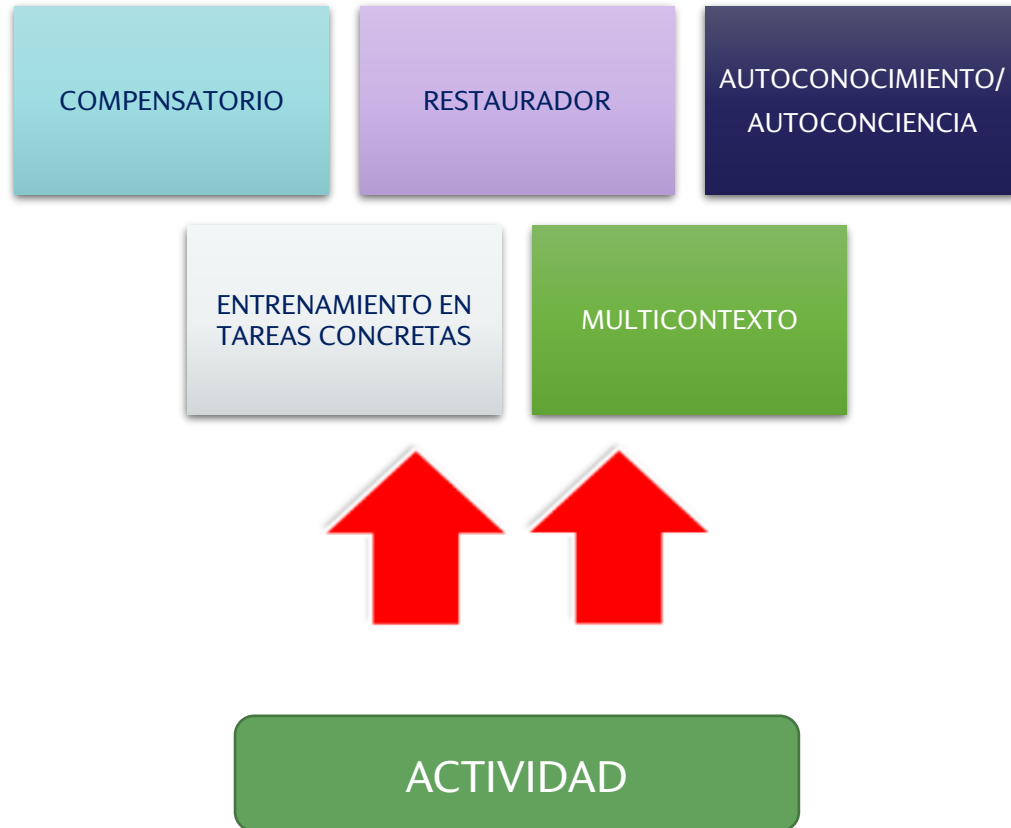 COMPENSATORIO
RESTAURADOR
AUTOCONOCIMIENTO/
AUTOCONCIENCIA
ENTRENAMIENTO EN
TAREAS CONCRETAS
MULTICONTEXTO
ACTIVIDAD